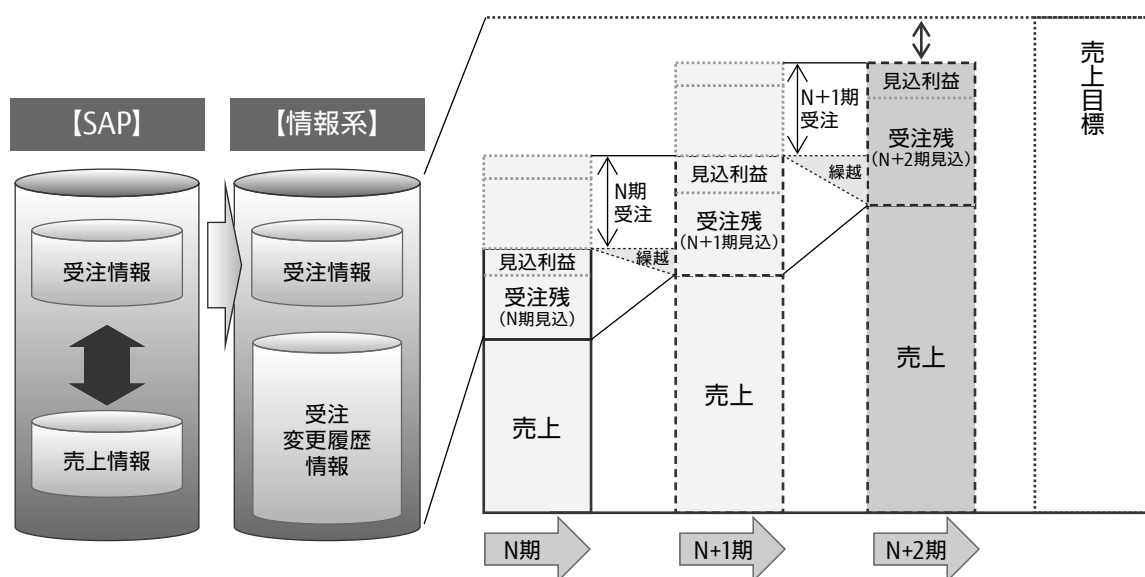 【SAP】
受注情報
売上情報
【情報系】
受注情報
受注
変更履歴
情報
見込利益
受注残
(N期見込)
売上
N期
N期
受注
繰越
見込利益
受注残
(N+1期見込)
売上
N+1期
N+1期
受注
繰越
見込利益
受注残
(N+2期見込)
売上
N+2期
売上目標